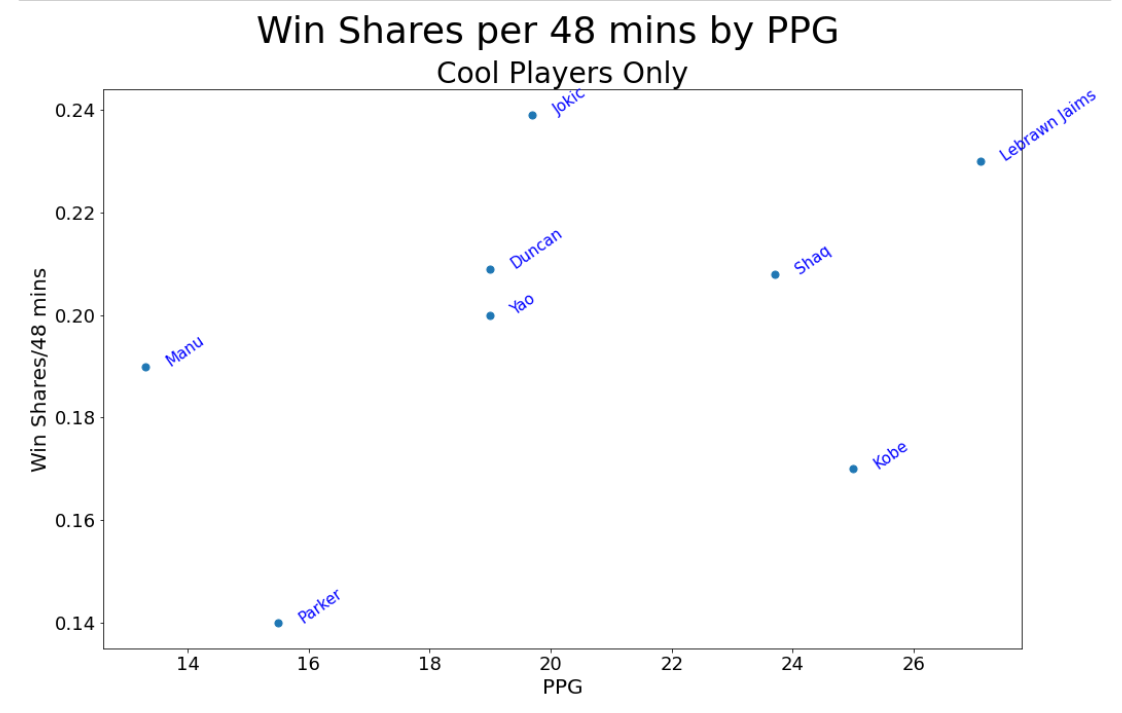 Win Shares per 48 mins by PPG
Cool Players Only
Jokic
Lebrawn Jaims
Duncan
Shaq
Yao
Manu
Kobe
Parker
0.24
0.22
0.20
0.18
0.16
0.14
Win Shares/48 mins
14 16 18 20 22 24 26
PPG